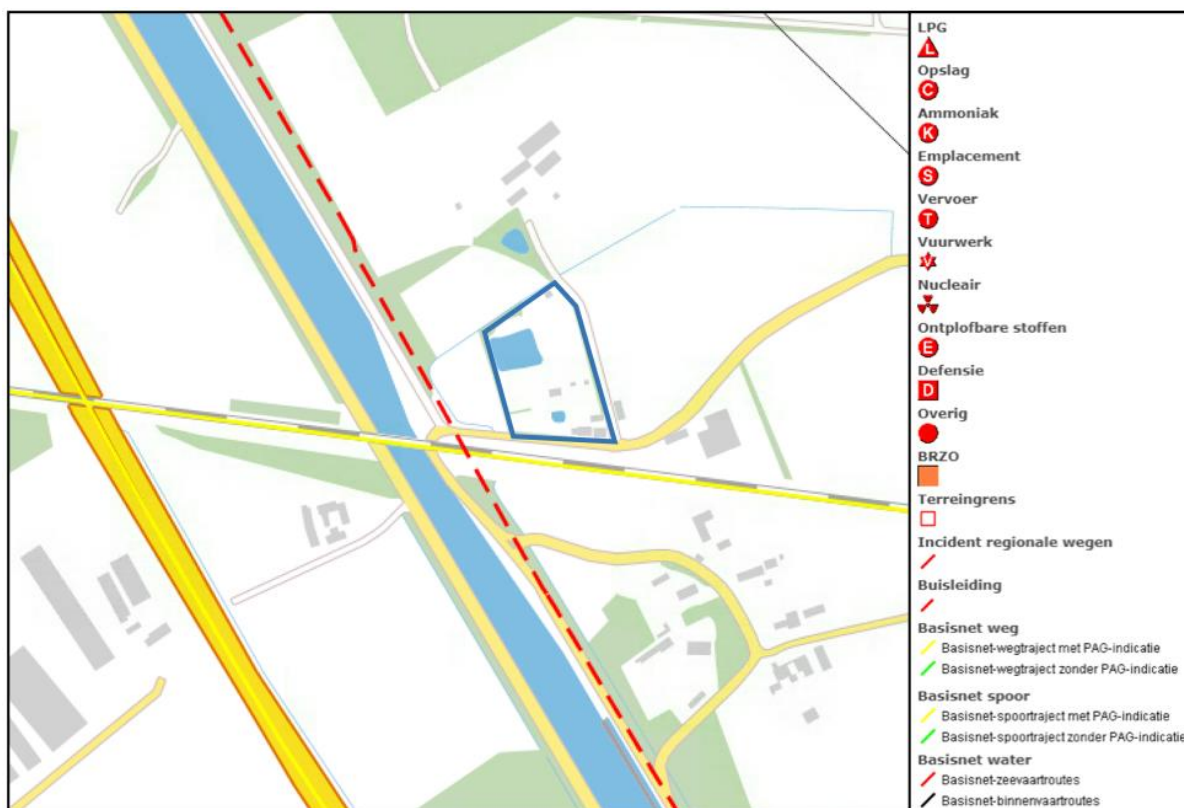 LPG
L
Opslag
C
Ammoniak
K
Emplacement
S
Vervoer
T
Vuurwerk
V
Nucleair
Ontplofbare stoffen
E
Defensie
D
Overig
BRZO
Terreingrens
Incident regionale wegen
Buisleiding
Basisnet weg
Basisnet-wegtraject met PAG-indicatie
Basisnet-wegtraject zonder PAG-indicatie
Basisnet spoor
Basisnet-spoortraject met PAG-indicatie
Basisnet-spoortraject zonder PAG-indicatie
Basisnet water
Basisnet-zeevaartroutes
Basisnet-binnenvaartroutes